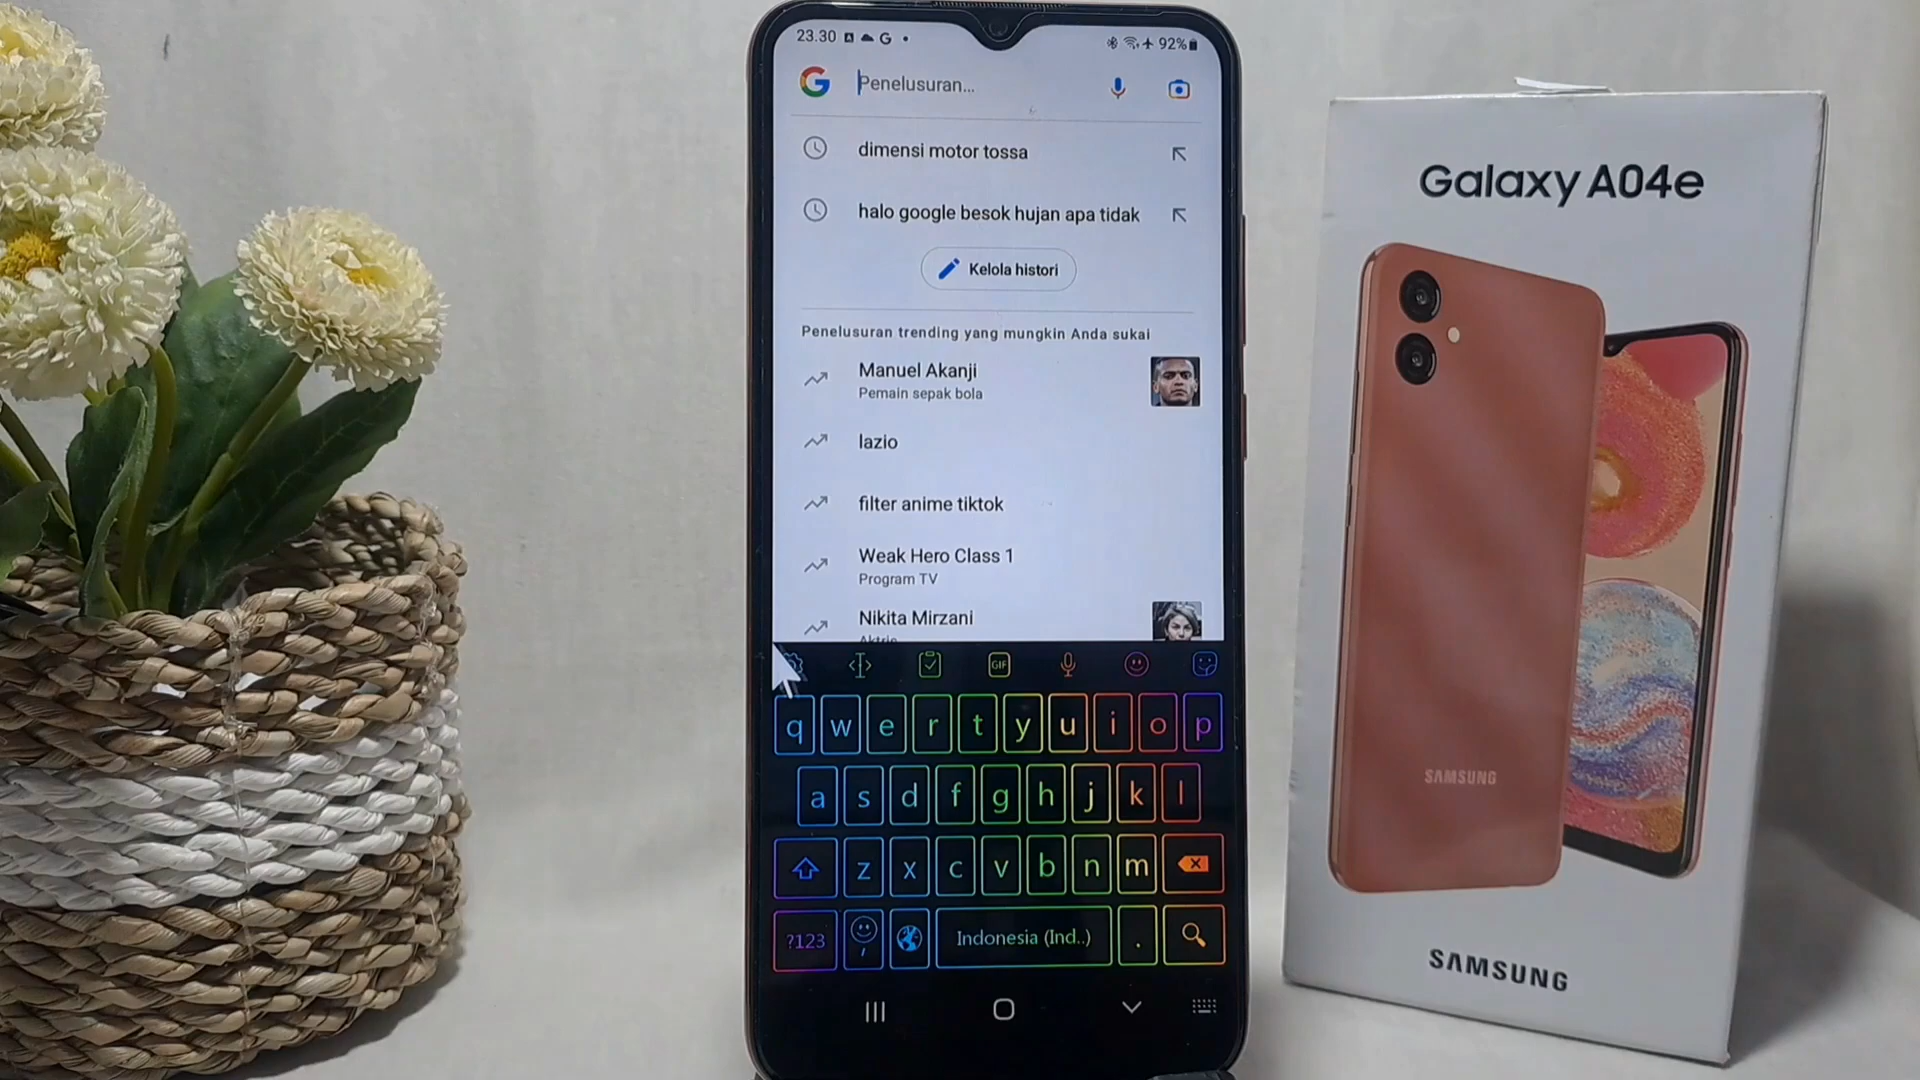 23.30
92%
Penelusuran...
dimensi motor tossa
halo google besok hujan apa tidak
Kelola histori
Penelusuran trending yang mungkin Anda sukai
Manuel Akanji
Pemain sepak bola
lazio
filter anime tiktok
Weak Hero Class 1
Program TV
Nikita Mirzani
Aktris
GIF
q w e r t y u i o p
a s d f g h j k l
z x c v b n m
?123 , Indonesia (Ind..) .
Galaxy A04e
SAMSUNG
SAMSUNG